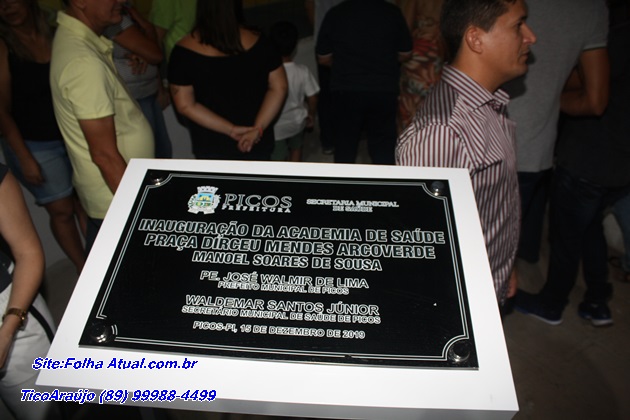 PICOS
PREFEITURA
SECRETARIA MUNICIPAL
DE SAÚDE
INAUGURAÇÃO DA ACADEMIA DE SAÚDE
PRAÇA DÍRCEU MENDES ARCOVERDE
MANOEL SOARES DE SOUSA
PE. JOSÉ WALMIR DE LIMA
PREFEITO MUNICIPAL DE PICOS
WALDEMAR SANTOS JÚNIOR
SECRETÁRIO MUNICIPAL DE SAÚDE DE PICOS
PICOS-PI, 15 DE DEZEMBRO DE 2019
Site:Folha Atual.com.br
TicoAraújo (89) 99988-4499